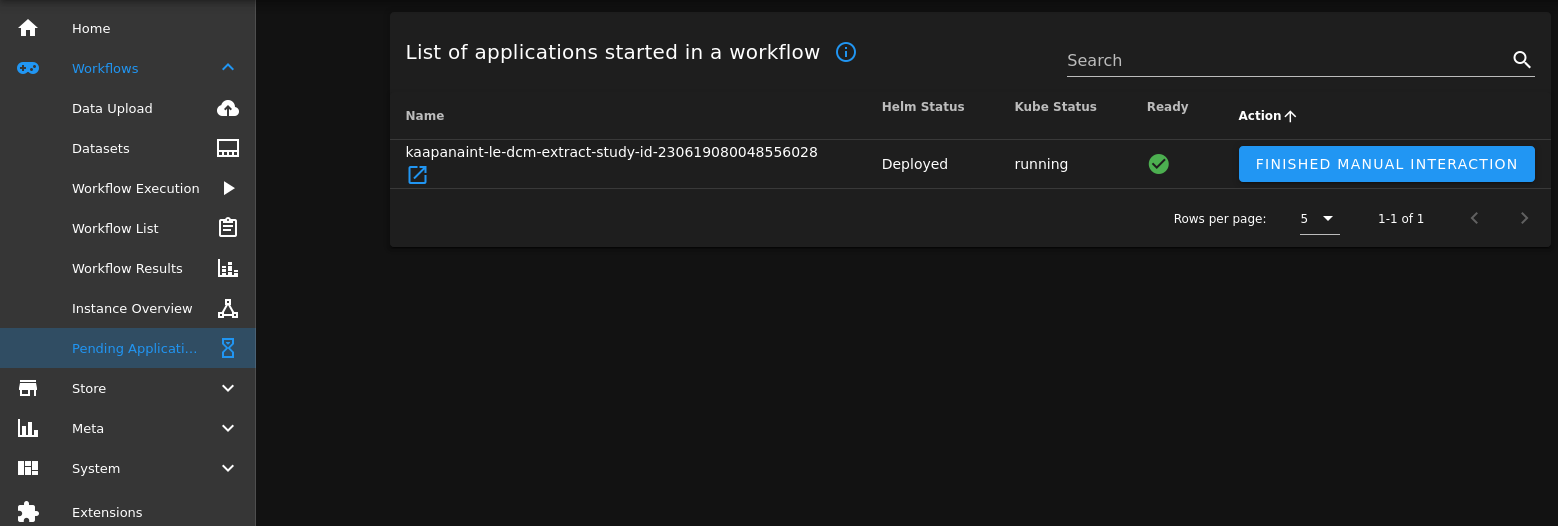 Home
Workflows
Data Upload
Datasets
Workflow Execution
Workflow List
Workflow Results
Instance Overview
Pending Applicati...
Store
Meta
System
Extensions
List of applications started in a workflow
Search
Name Helm Status Kube Status Ready Action
kaapanaint-le-dcm-extract-study-id-230619080048556028
Deployed running FINISHED MANUAL INTERACTION
Rows per page: 5 1-1 of 1